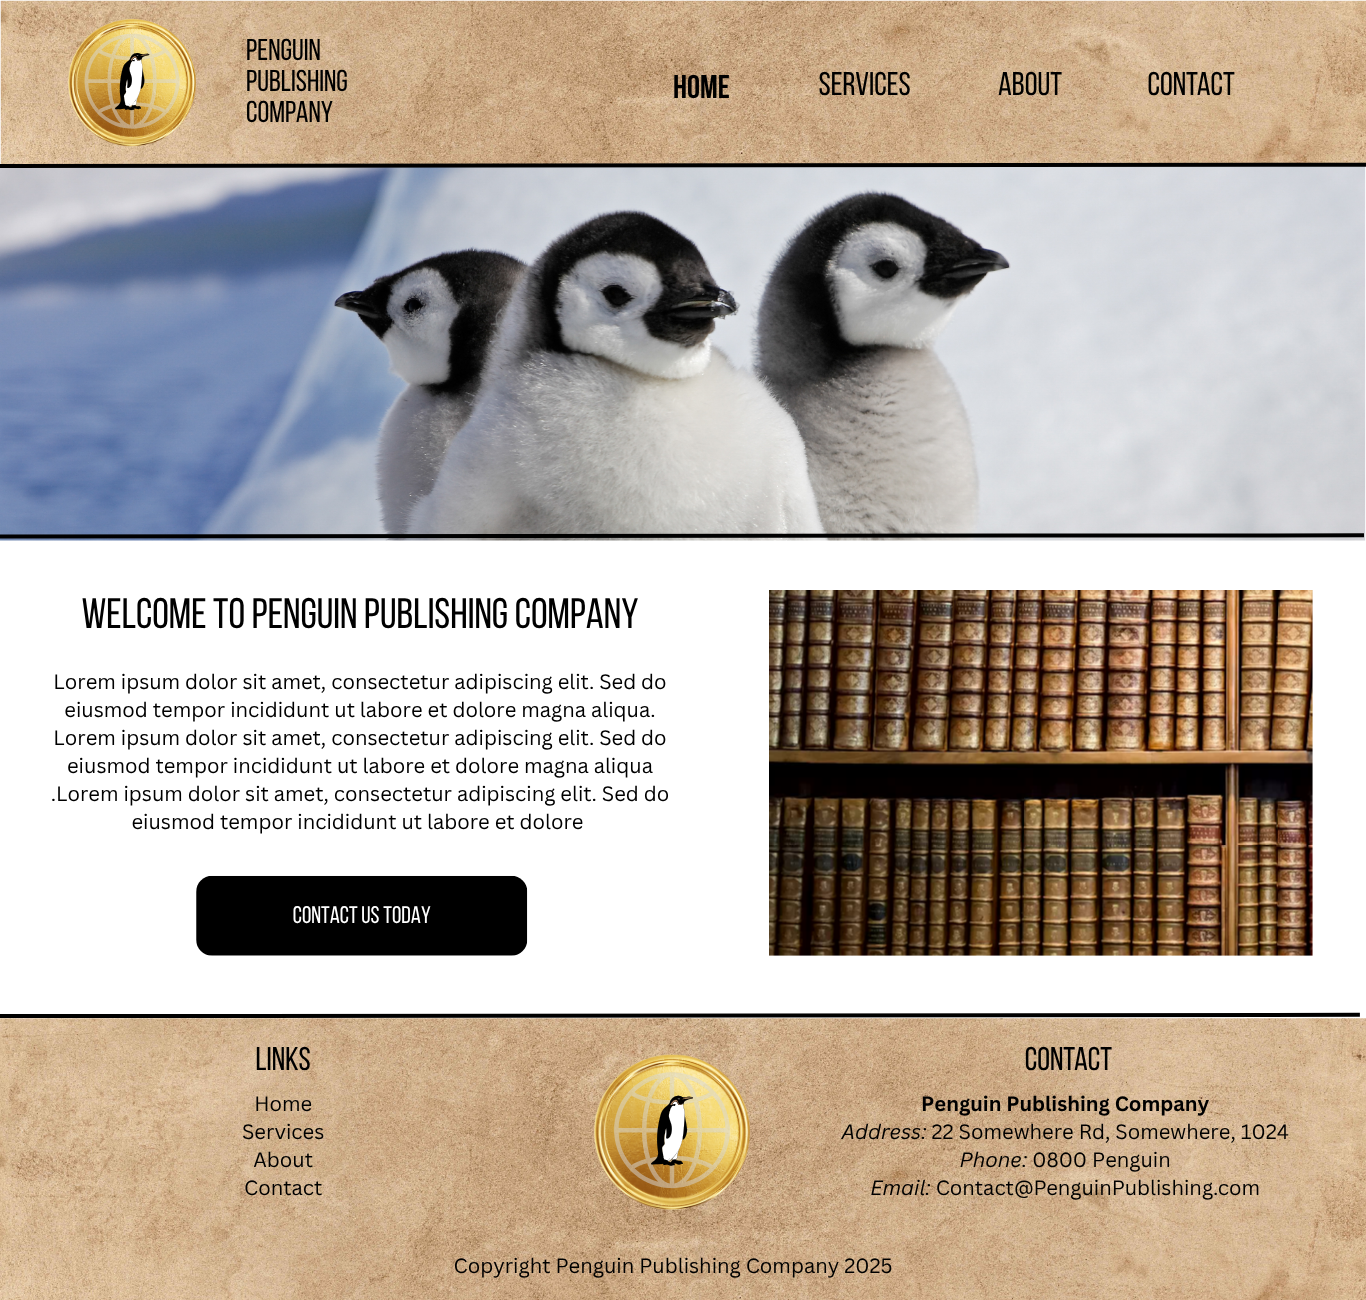 PENGUIN
PUBLISHING
COMPANY
HOME
SERVICES
ABOUT
CONTACT
WELCOME TO PENGUIN PUBLISHING COMPANY
Lorem ipsum dolor sit amet, consectetur adipiscing elit. Sed do
eiusmod tempor incididunt ut labore et dolore magna aliqua.
Lorem ipsum dolor sit amet, consectetur adipiscing elit. Sed do
eiusmod tempor incididunt ut labore et dolore magna aliqua
.Lorem ipsum dolor sit amet, consectetur adipiscing elit. Sed do
eiusmod tempor incididunt ut labore et dolore
CONTACT US TODAY
LINKS
Home
Services
About
Contact
CONTACT
Penguin Publishing Company
Address: 22 Somewhere Rd, Somewhere, 1024
Phone: 0800 Penguin
Email: Contact@PenguinPublishing.com
Copyright Penguin Publishing Company 2025